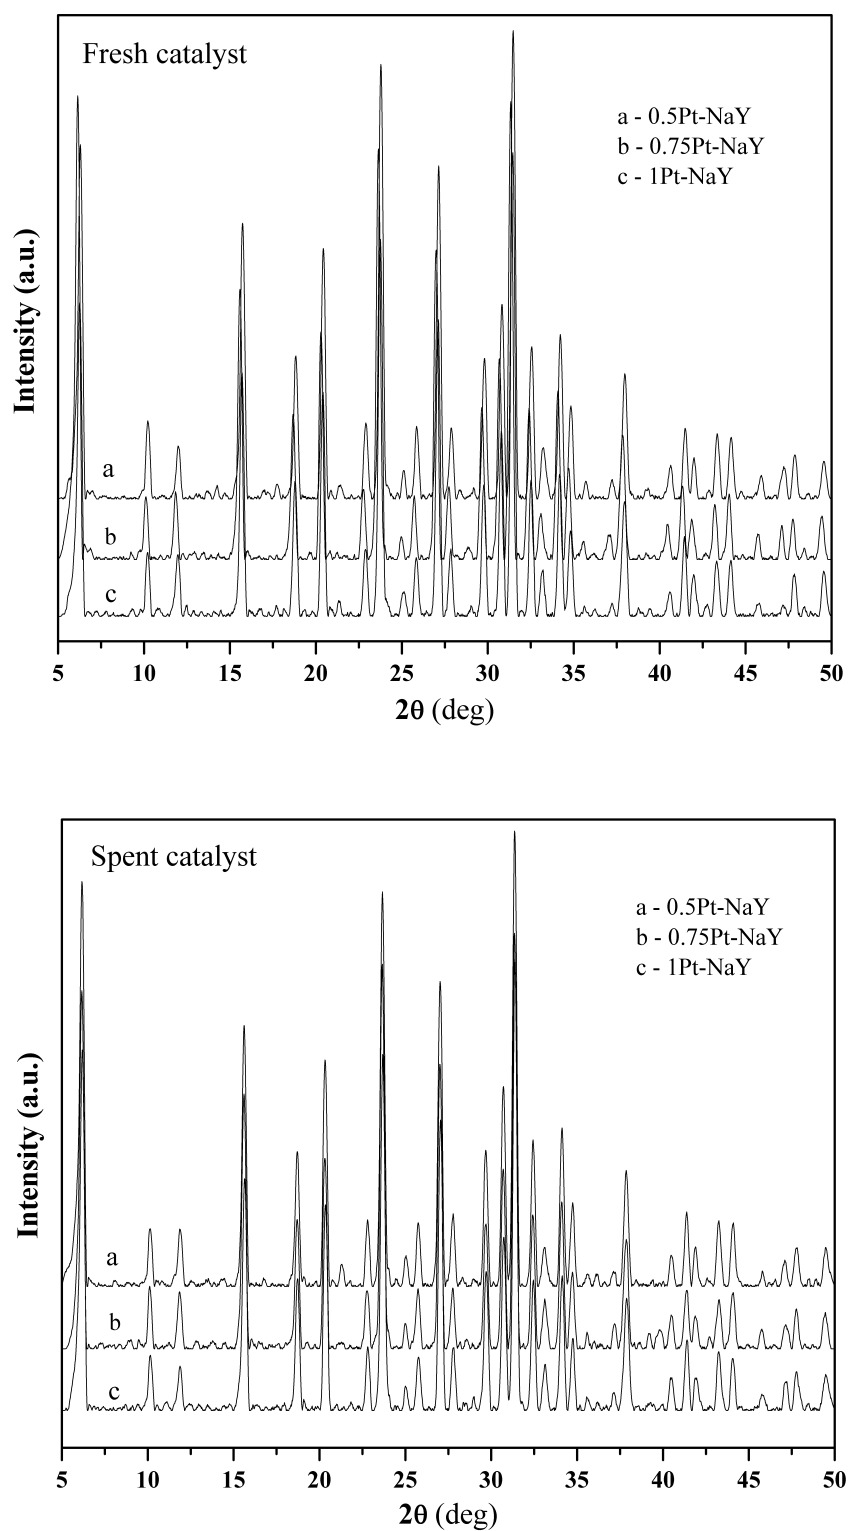 Fresh catalyst
a - 0.5Pt-NaY
b - 0.75Pt-NaY
c - 1Pt-NaY
Intensity (a.u.)
a
b
c
5 10 15 20 25 30 35 40 45 50
2θ (deg)
Spent catalyst
a - 0.5Pt-NaY
b - 0.75Pt-NaY
c - 1Pt-NaY
Intensity (a.u.)
a
b
c
5 10 15 20 25 30 35 40 45 50
2θ (deg)